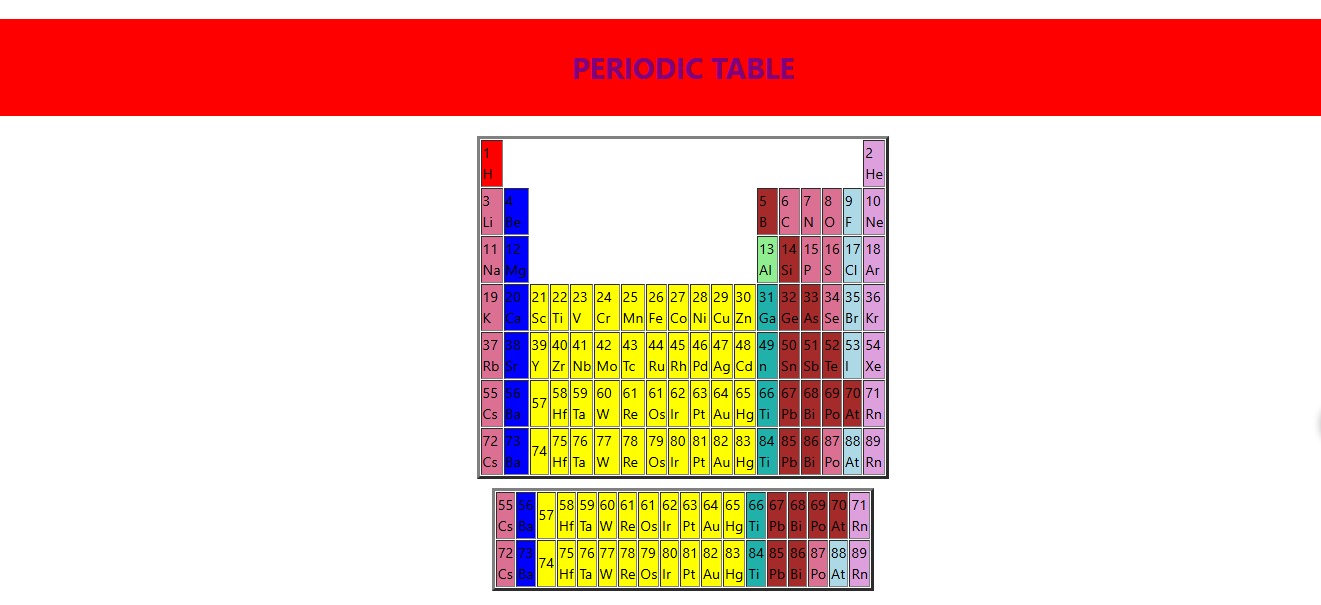 PERIODIC TABLE
1 2
H He
3 4 5 6 7 8 9 10
Li Be B C N O F Ne
11 12 13 14 15 16 17 18
Na Mg Al Si P S Cl Ar
19 20 21 22 23 24 25 26 27 28 29 30 31 32 33 34 35 36
K Ca Sc Ti V Cr Mn Fe Co Ni Cu Zn Ga Ge As Se Br Kr
37 38 39 40 41 42 43 44 45 46 47 48 49 50 51 52 53 54
Rb Sr Y Zr Nb Mo Tc Ru Rh Pd Ag Cd n Sn Sb Te I Xe
55 56 57 58 59 60 61 61 62 63 64 65 66 67 68 69 70 71
Cs Ba Hf Ta W Re Os Ir Pt Au Hg Ti Pb Bi Po At Rn
72 73 74 75 76 77 78 79 80 81 82 83 84 85 86 87 88 89
Cs Ba Hf Ta W Re Os Ir Pt Au Hg Ti Pb Bi Po At Rn
55 56 57 58 59 60 61 61 62 63 64 65 66 67 68 69 70 71
Cs Ba Hf Ta W Re Os Ir Pt Au Hg Ti Pb Bi Po At Rn
72 73 74 75 76 77 78 79 80 81 82 83 84 85 86 87 88 89
Cs Ba Hf Ta W Re Os Ir Pt Au Hg Ti Pb Bi Po At Rn